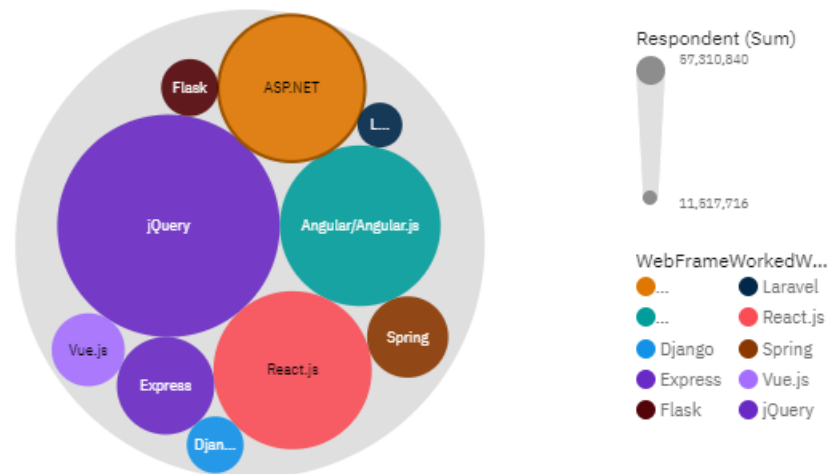 Flask
ASP.NET
L...
jQuery
Angular/Angular.js
Vue.js
Express
React.js
Spring
Djan...
Respondent (Sum)
57,310,840
11,517,716
WebFrameWorkedW...
...
Laravel
...
React.js
Django
Spring
Express
Vue.js
Flask
jQuery